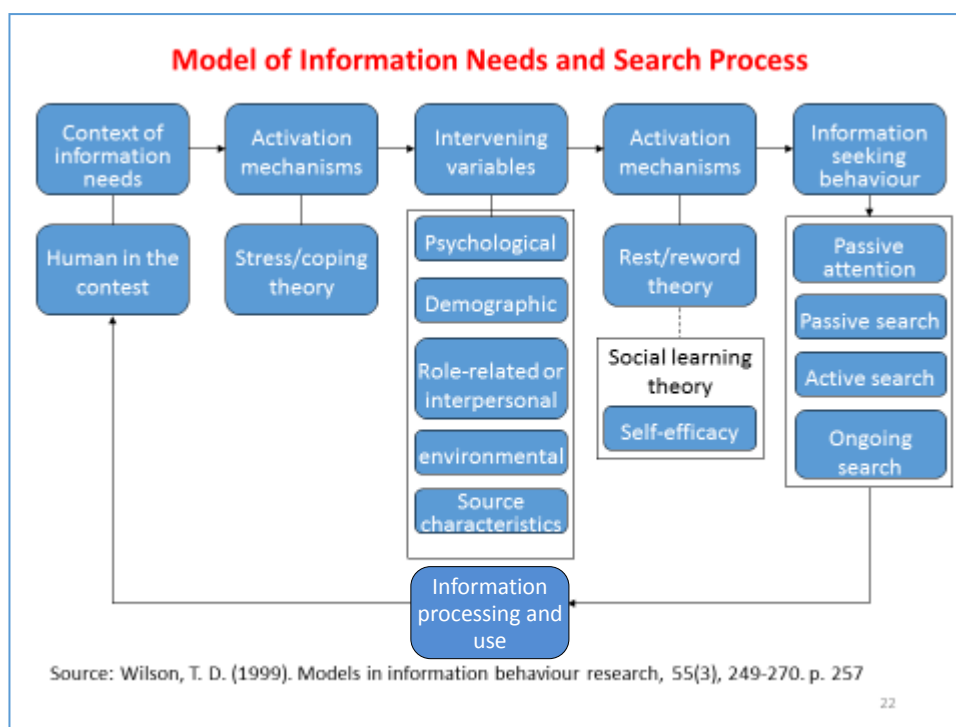 Model of Information Needs and Search Process
Context of
information
needs
Activation
mechanisms
Intervening
variables
Activation
mechanisms
Information
seeking
behaviour
Human in the
contest
Stress/coping
theory
Psychological
Demographic
Role-related or
interpersonal
environmental
Source
characteristics
Rest/reword
theory
Social learning
theory
Self-efficacy
Passive
attention
Passive search
Active search
Ongoing
search
Information
processing and
use
Source: Wilson, T. D. (1999). Models in information behaviour research, 55(3), 249-270. p. 257
22